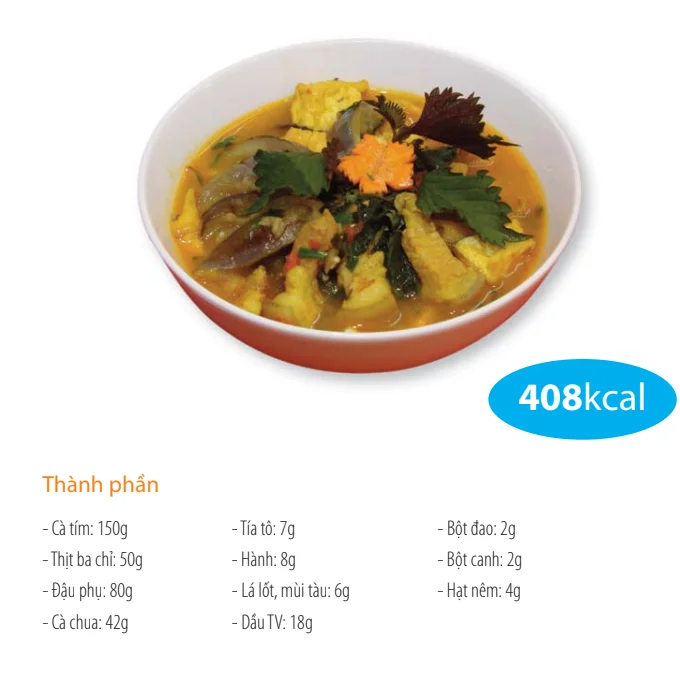 408kcal
Thành phần
- Cà tím: 150g
- Thịt ba chỉ: 50g
- Đậu phụ: 80g
- Cà chua: 42g
- Tía tô: 7g
- Hành: 8g
- Lá lốt, mùi tàu: 6g
- Dầu TV: 18g
- Bột đao: 2g
- Bột canh: 2g
- Hạt nêm: 4g